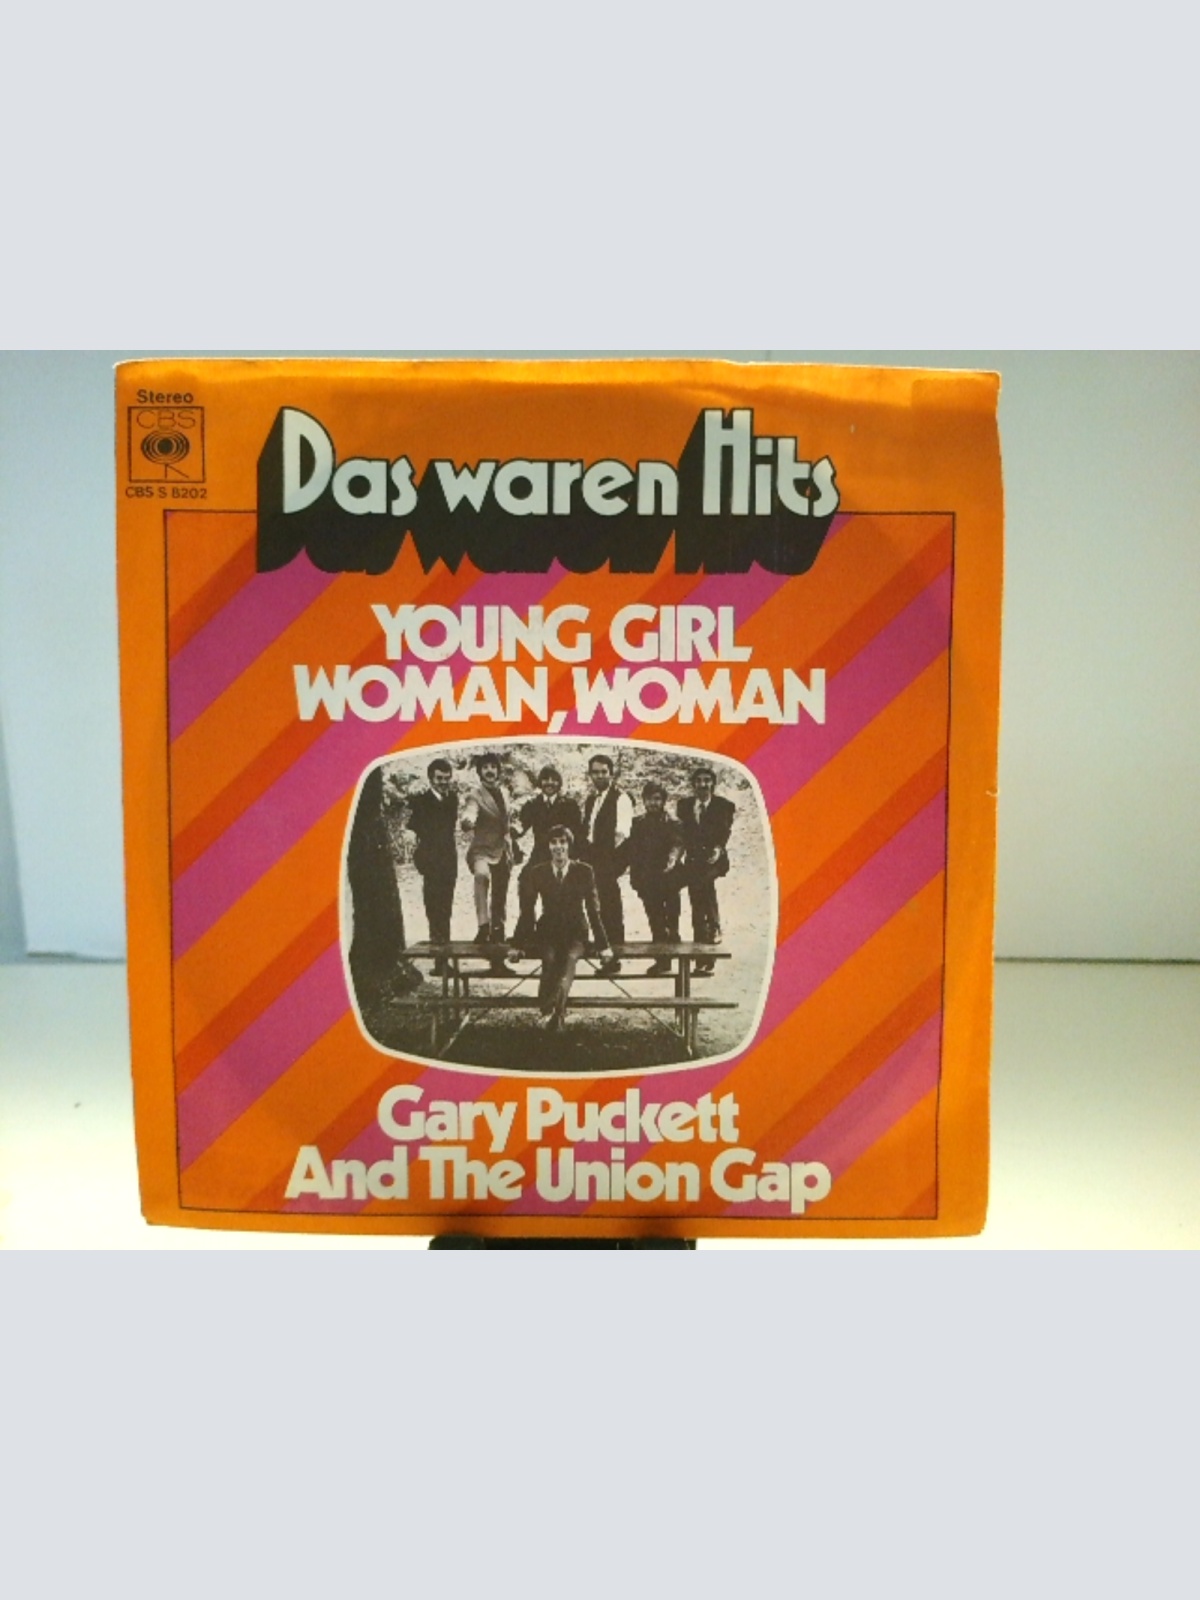 Stereo
CBS
CBS S 8202
Das waren Hits
YOUNG GIRL
WOMAN, WOMAN
Gary Puckett
And The Union Gap